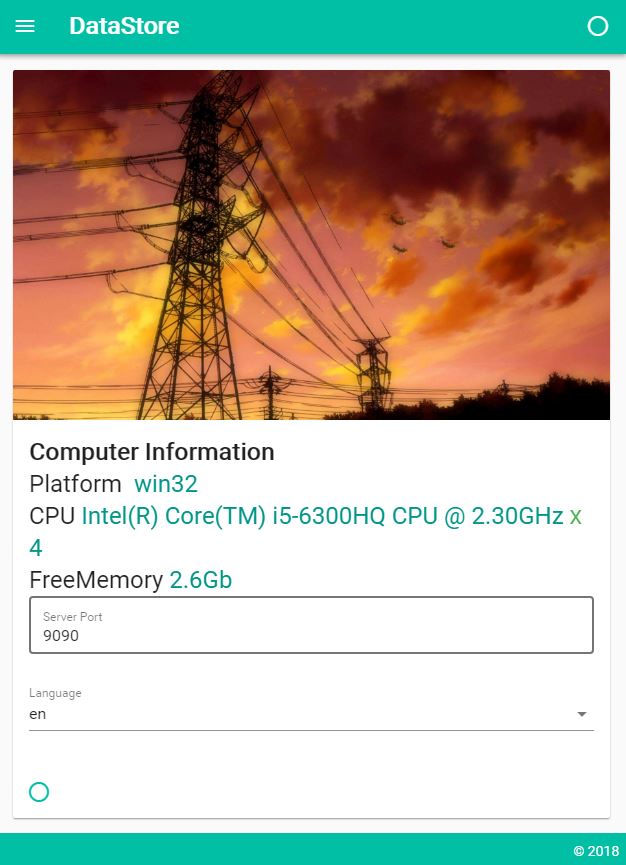 DataStore
Computer Information
Platform win32
CPU Intel(R) Core(TM) i5-6300HQ CPU @ 2.30GHz x
4
FreeMemory 2.6Gb
Server Port
9090
Language
en
© 2018